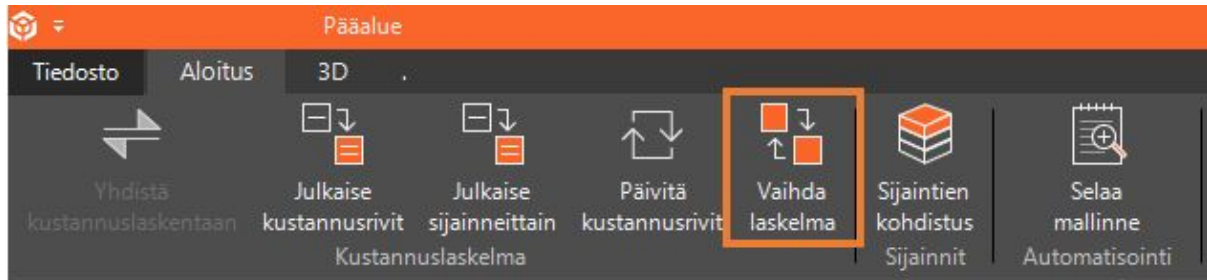 Pääalue
Tiedosto Aloitus 3D .
Yhdistä Julkaise Julkaise Päivitä Vaihda Sijaintien Selaa
kustannuslaskentaan kustannusrivit sijainneittain kustannusrivit laskelma kohdistus mallinne
Kustannuslaskelma Sijainnit Automatisointi